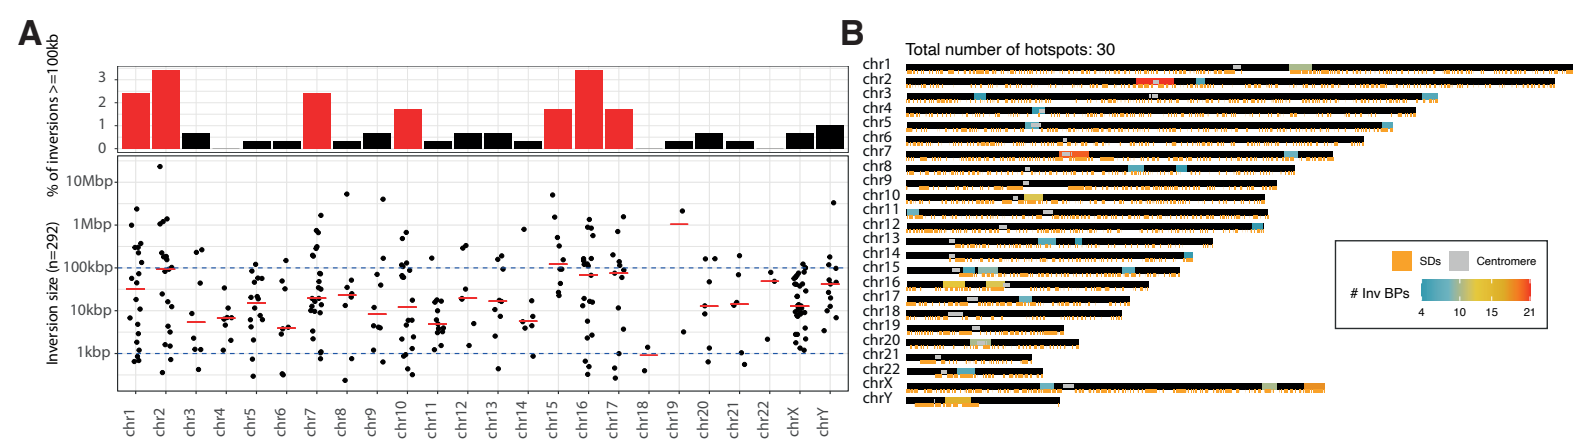 A
% of inversions >=100kb
3
2
1
0
Inversion size (n=292)
10Mbp
1Mbp
100kbp
10kbp
1kbp
chr1
chr2
chr3
chr4
chr5
chr6
chr7
chr8
chr9
chr10
chr11
chr12
chr13
chr14
chr15
chr16
chr17
chr18
chr19
chr20
chr21
chr22
chrX
chrY
B
Total number of hotspots: 30
chr1
chr2
chr3
chr4
chr5
chr6
chr7
chr8
chr9
chr10
chr11
chr12
chr13
chr14
chr15
chr16
chr17
chr18
chr19
chr20
chr21
chr22
chrX
chrY
SDs Centromere
# Inv BPs
4 10 15 21